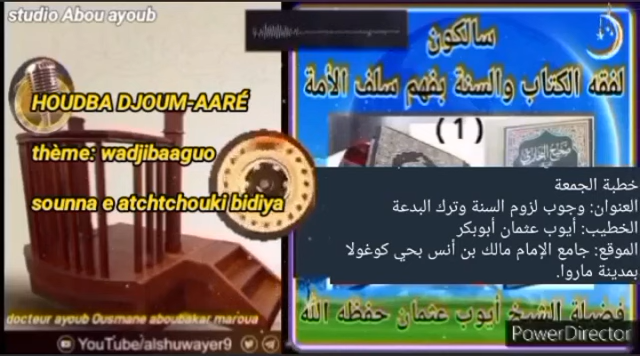 studio Abou ayoub
HOUDBA DJOUM-AARÉ
thème: wadjibaaguo
sounna e atchtchouki bidiya
docteur ayoub Ousmane aboubakar maroua
YouTube/alshuwayer9
سالكون
لفقه الكتاب والسنة بفهم سلف الأمة
(1)
خطبة الجمعة
العنوان: وجوب لزوم السنة وترك البدعة
الخطيب: أيوب عثمان أبوبكر
الموقع: جامع الإمام مالك بن أنس بحي كوغولا
بمدينة ماروا.
فضيلة الشيخ أيوب عثمان حفظه الله
PowerDirector